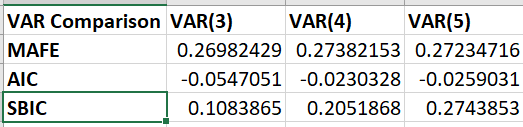 VAR Comparison VAR(3) VAR(4) VAR(5)
MAFE 0.26982429 0.27382153 0.27234716
AIC -0.0547051 -0.0230328 -0.0259031
SBIC 0.1083865 0.2051868 0.2743853